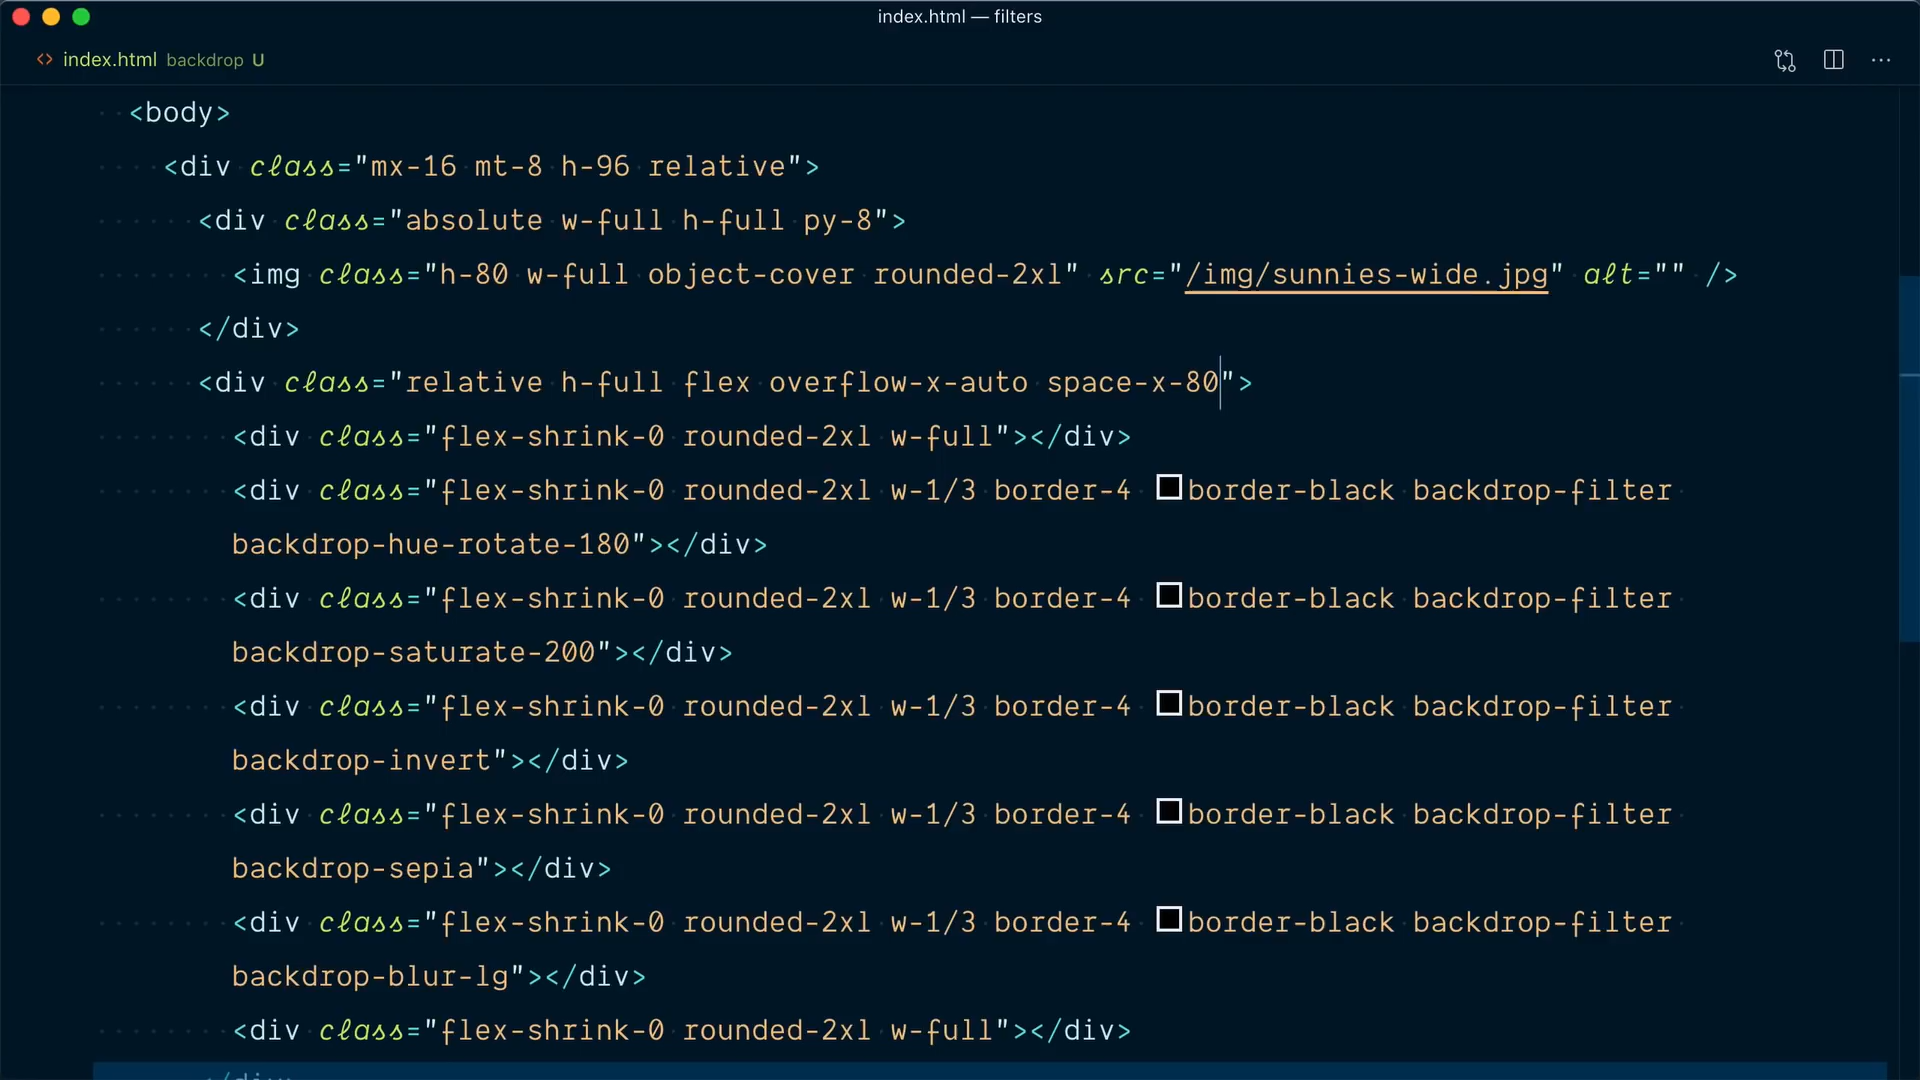 index.html — filters
index.html backdrop U
<body>
<div class="mx-16 mt-8 h-96 relative">
<div class="absolute w-full h-full py-8">
<img class="h-80 w-full object-cover rounded-2xl" src="/img/sunnies-wide.jpg" alt="" />
</div>
<div class="relative h-full flex overflow-x-auto space-x-80">
<div class="flex-shrink-0 rounded-2xl w-full"></div>
<div class="flex-shrink-0 rounded-2xl w-1/3 border-4 border-black backdrop-filter
backdrop-hue-rotate-180"></div>
<div class="flex-shrink-0 rounded-2xl w-1/3 border-4 border-black backdrop-filter
backdrop-saturate-200"></div>
<div class="flex-shrink-0 rounded-2xl w-1/3 border-4 border-black backdrop-filter
backdrop-invert"></div>
<div class="flex-shrink-0 rounded-2xl w-1/3 border-4 border-black backdrop-filter
backdrop-sepia"></div>
<div class="flex-shrink-0 rounded-2xl w-1/3 border-4 border-black backdrop-filter
backdrop-blur-lg"></div>
<div class="flex-shrink-0 rounded-2xl w-full"></div>